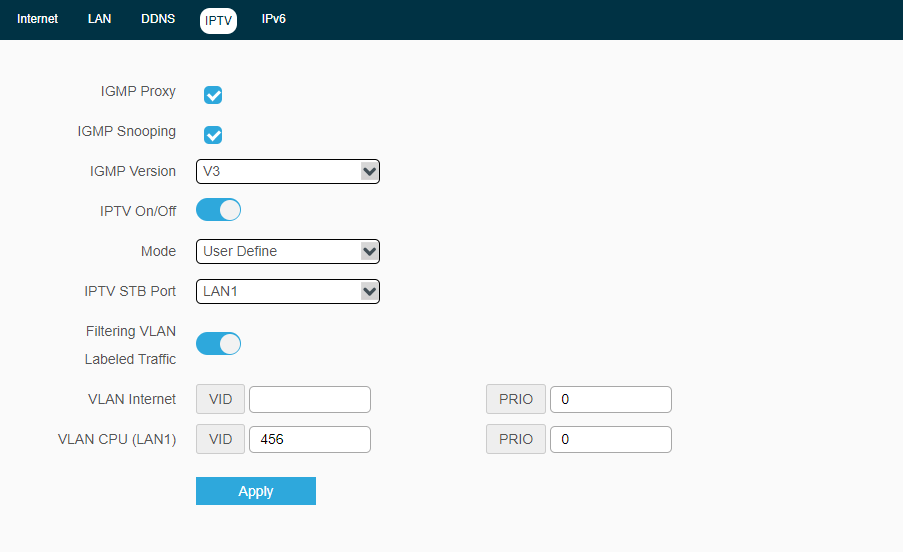 Internet LAN DDNS IPTV IPv6
IGMP Proxy
IGMP Snooping
IGMP Version V3
IPTV On/Off
Mode User Define
IPTV STB Port LAN1
Filtering VLAN
Labeled Traffic
VLAN Internet VID PRIO 0
VLAN CPU (LAN1) VID 456 PRIO 0
Apply